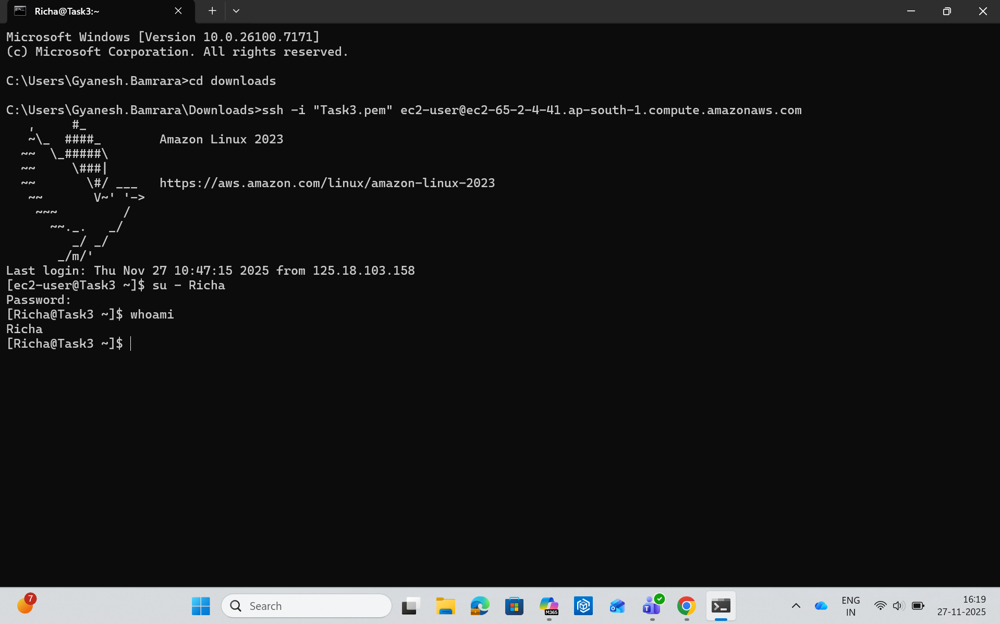 Richa@Task3:~
Microsoft Windows [Version 10.0.26100.7171]
(c) Microsoft Corporation. All rights reserved.
C:\Users\Gyanesh.Bamrara>cd downloads
C:\Users\Gyanesh.Bamrara\Downloads>ssh -i "Task3.pem" ec2-user@ec2-65-2-4-41.ap-south-1.compute.amazonaws.com
   ,     #_
   ~\_  ####_        Amazon Linux 2023
  ~~  \_#####\
  ~~     \###|
  ~~       \#/ ___   https://aws.amazon.com/linux/amazon-linux-2023
   ~~       V~' '->
    ~~~         /
      ~~._.   _/
         _/ _/
       _/m/'
Last login: Thu Nov 27 10:47:15 2025 from 125.18.103.158
[ec2-user@Task3 ~]$ su - Richa
Password:
[Richa@Task3 ~]$ whoami
Richa
[Richa@Task3 ~]$
7
Search
M365
ENG
IN
16:19
27-11-2025